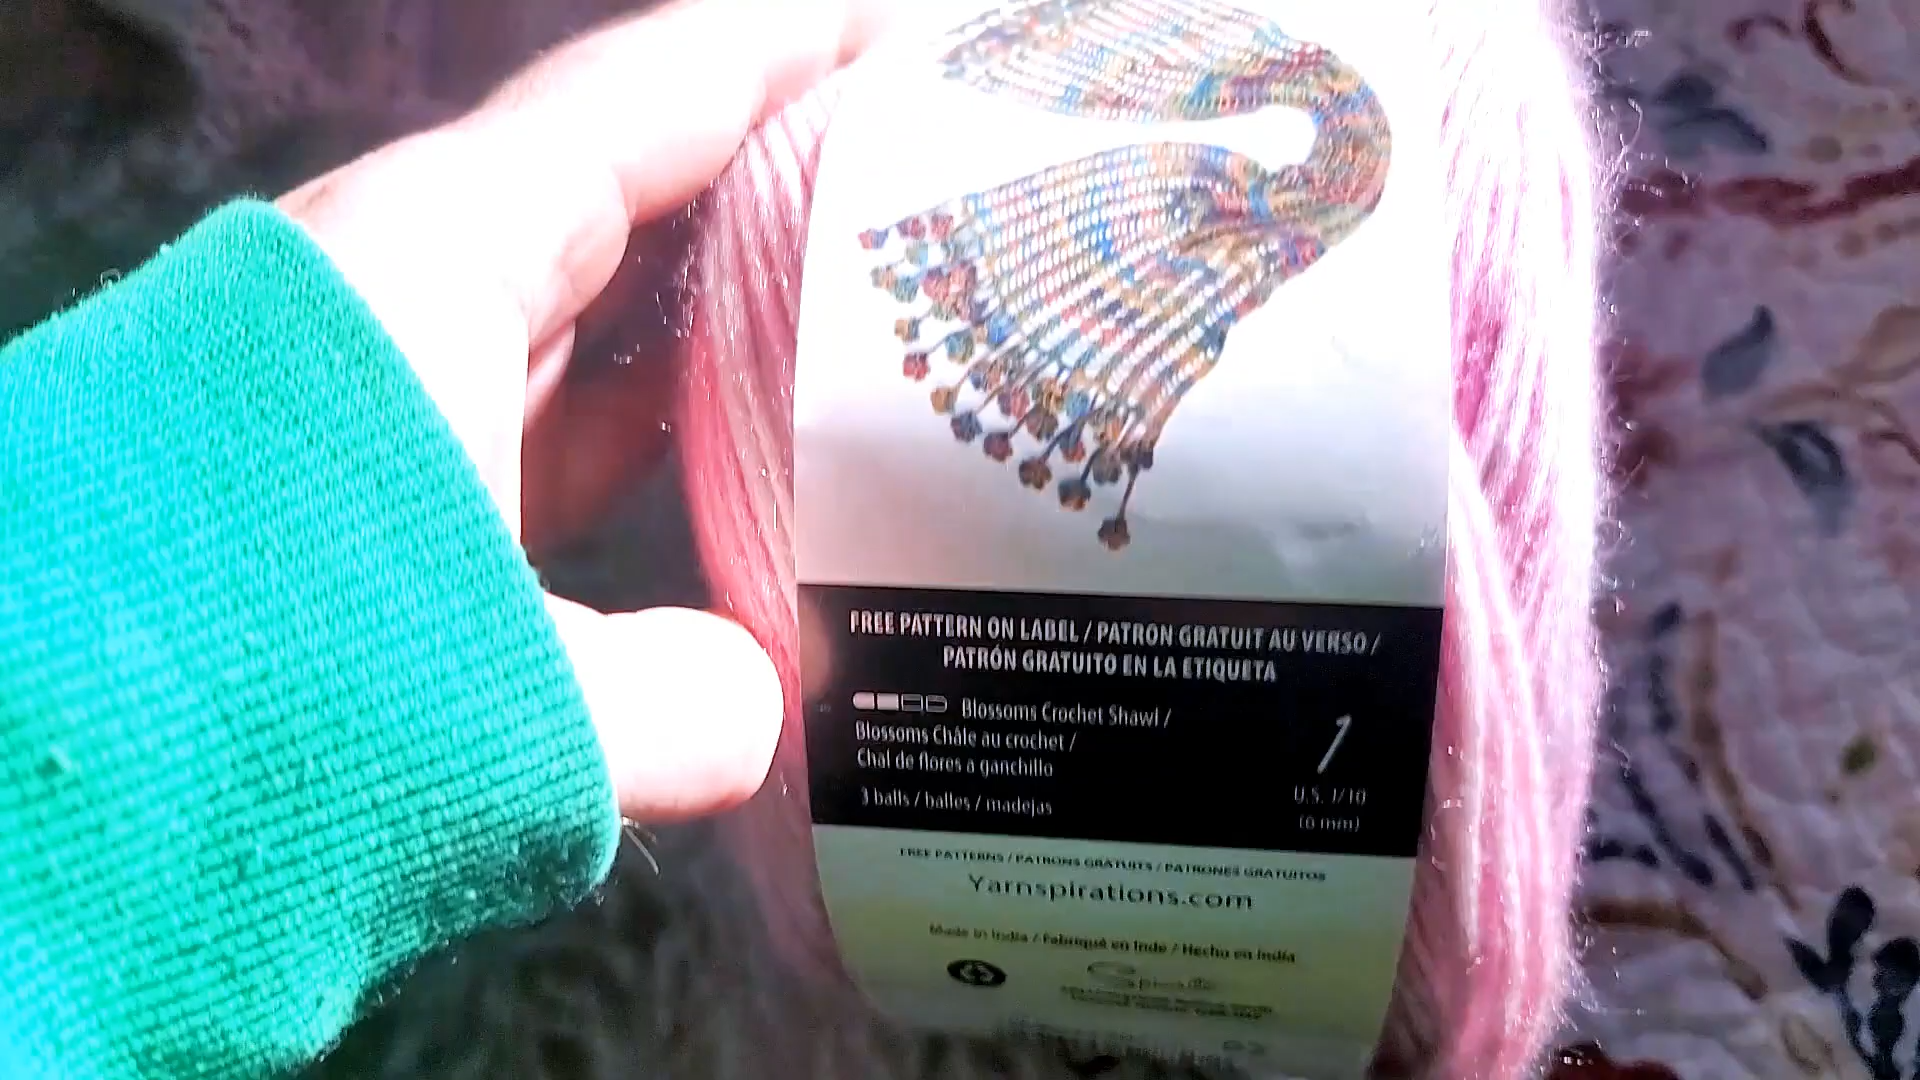 FREE PATTERN ON LABEL / PATRON GRATUIT AU VERSO /
PATRÓN GRATUITO EN LA ETIQUETA
Blossoms Crochet Shawl /
Blossoms Châle au crochet /
Chal de flores a ganchillo
3 balls / balles / madejas
U.S. J/10
(6 mm)
FREE PATTERNS / PATRONS GRATUITS / PATRONES GRATUITOS
Yarnspirations.com
Made in India / Fabriqué en Inde / Hecho en India